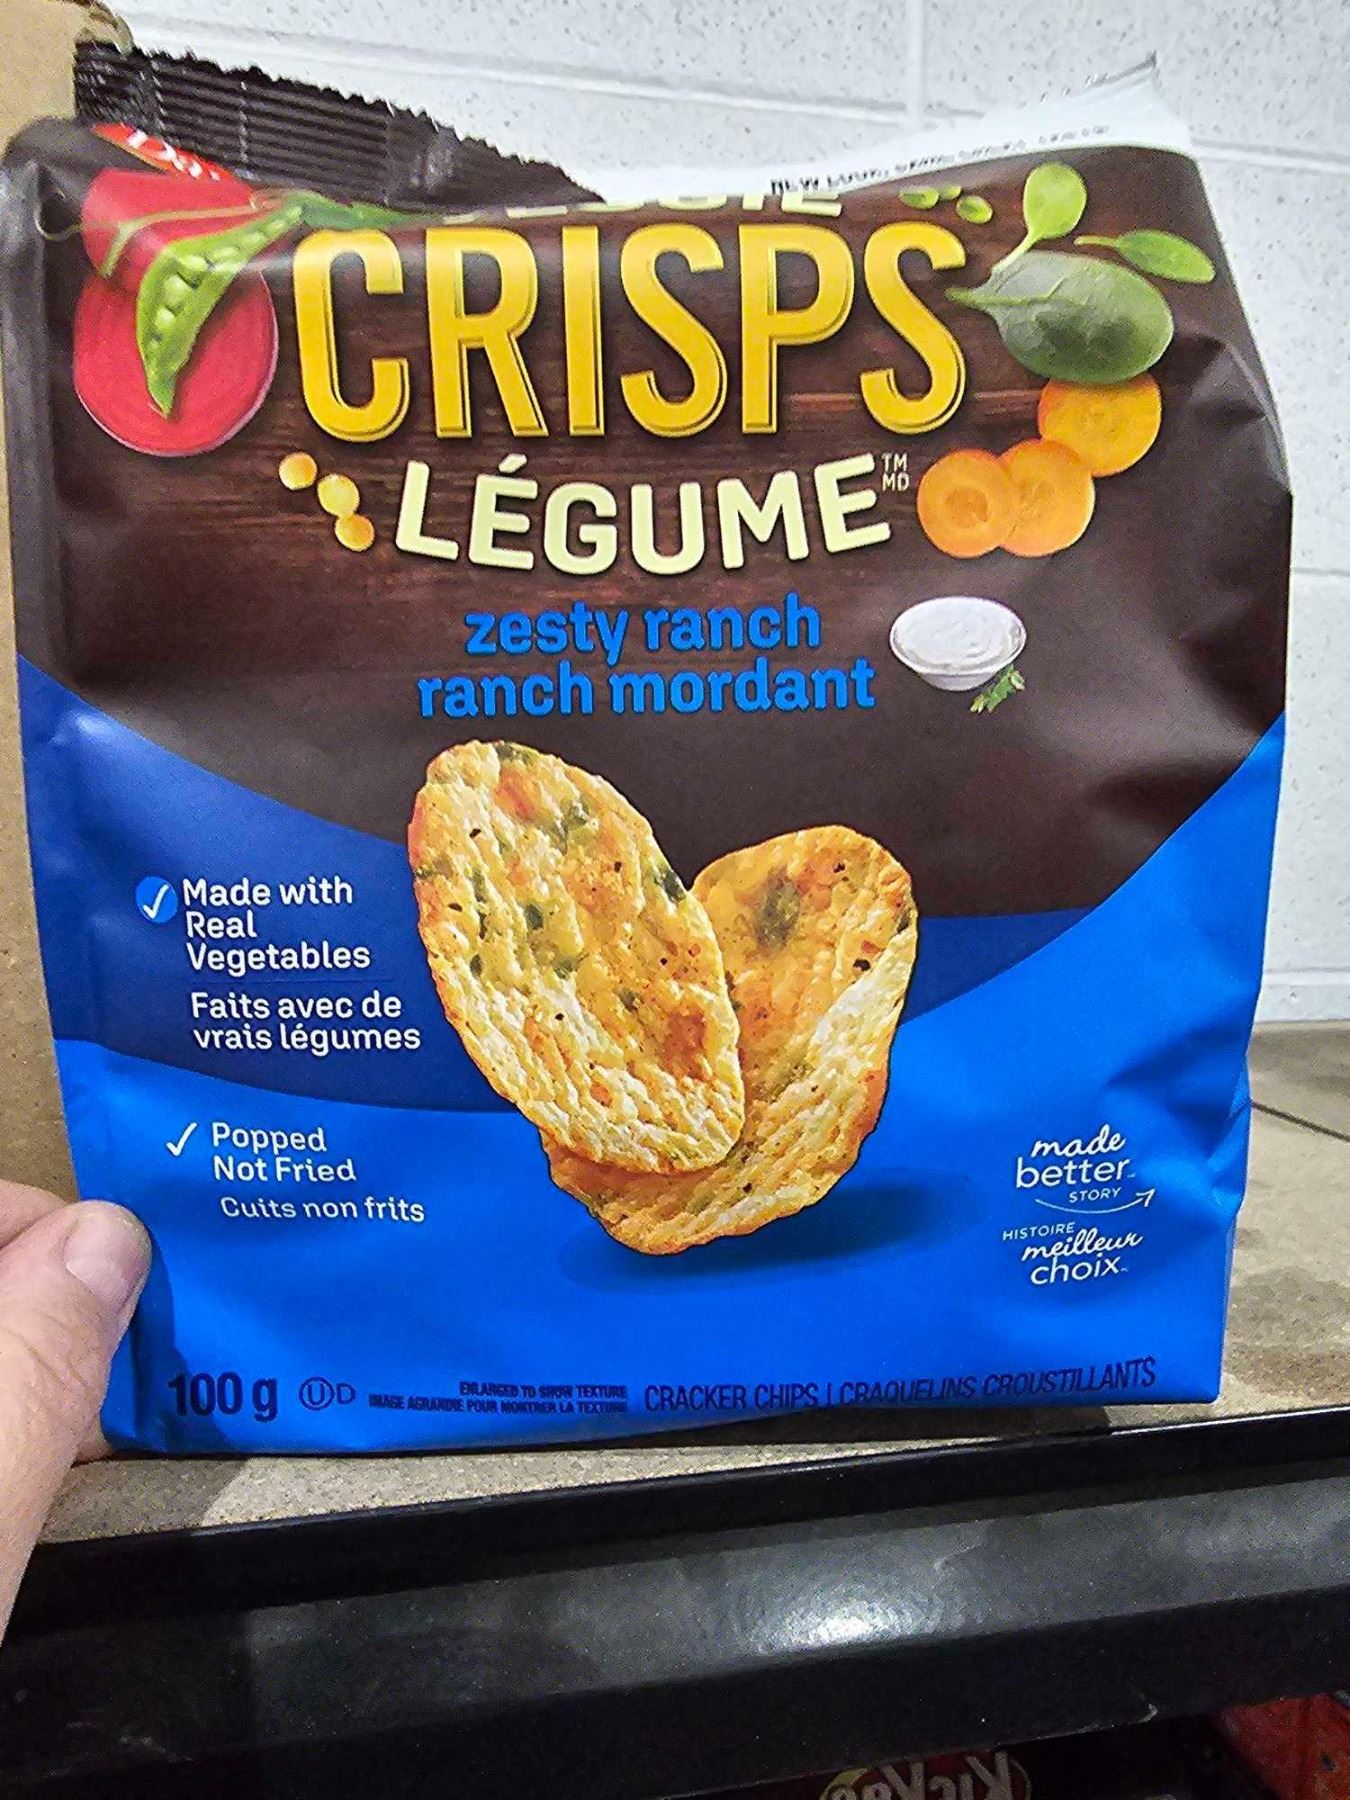 CRISPS
LÉGUME
TM
MD
zesty ranch
ranch mordant
Made with
Real
Vegetables
Faits avec de
vrais légumes
Popped
Not Fried
Cuits non frits
made
better
STORY
HISTOIRE
meilleur
choix
100 g UD
ENLARGED TO SHOW TEXTURE
IMAGE AGRANDIE POUR MONTRER LA TEXTURE
CRACKER CHIPS | CRAQUELINS CROUSTILLANTS